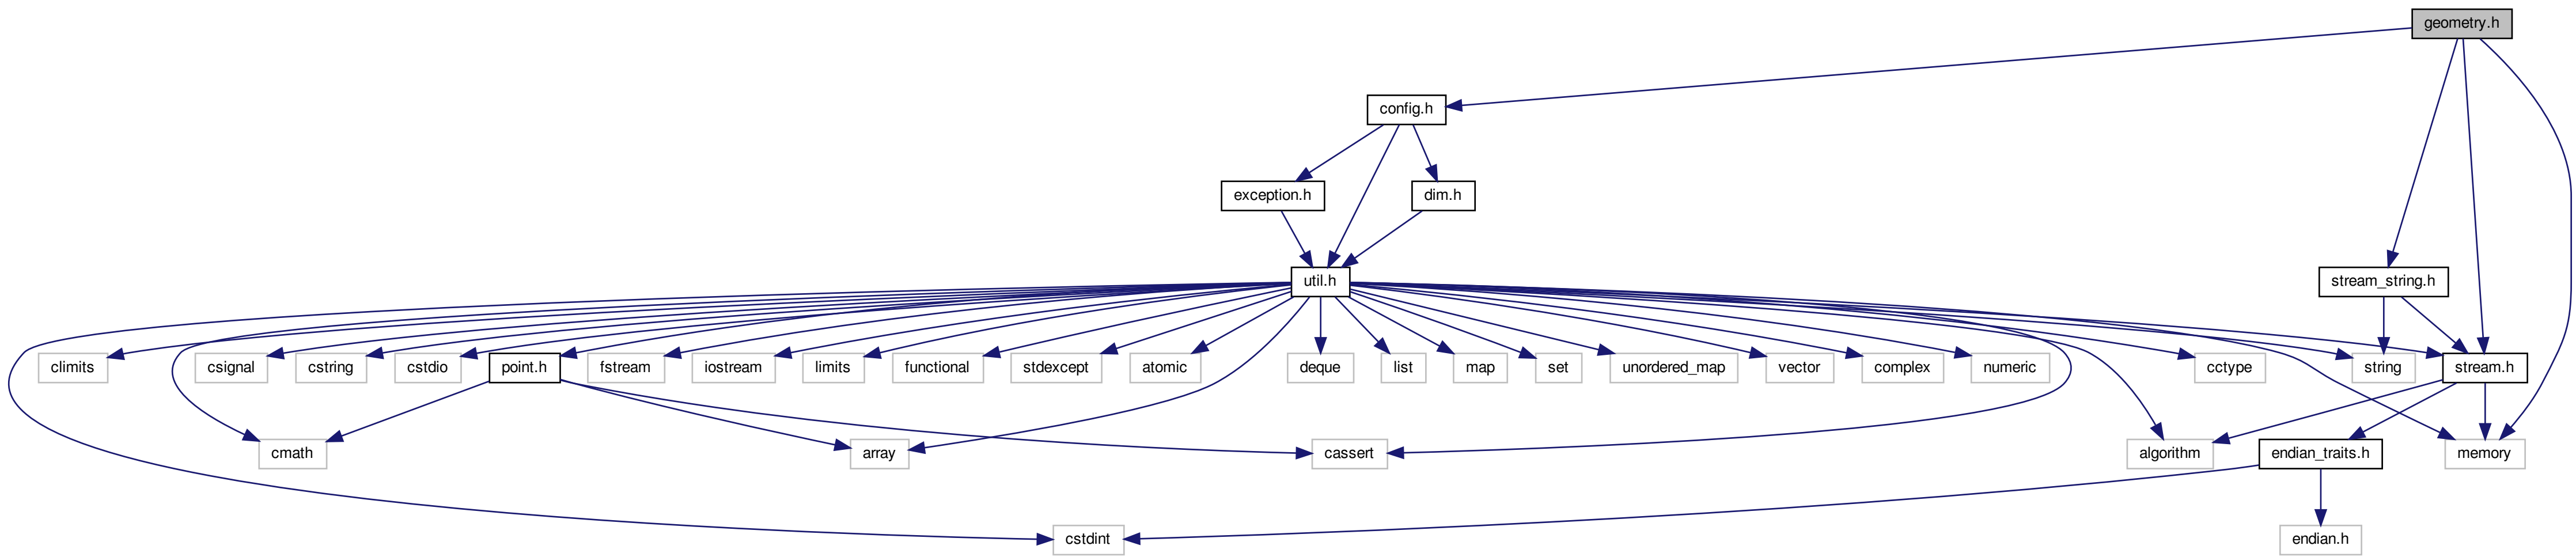 geometry.h
config.h
exception.h
dim.h
util.h
stream_string.h
climits
csignal
cstring
cstdio
point.h
fstream
iostream
limits
functional
stdexcept
atomic
deque
list
map
set
unordered_map
vector
complex
numeric
cctype
string
stream.h
cmath
array
cassert
algorithm
endian_traits.h
memory
cstdint
endian.h